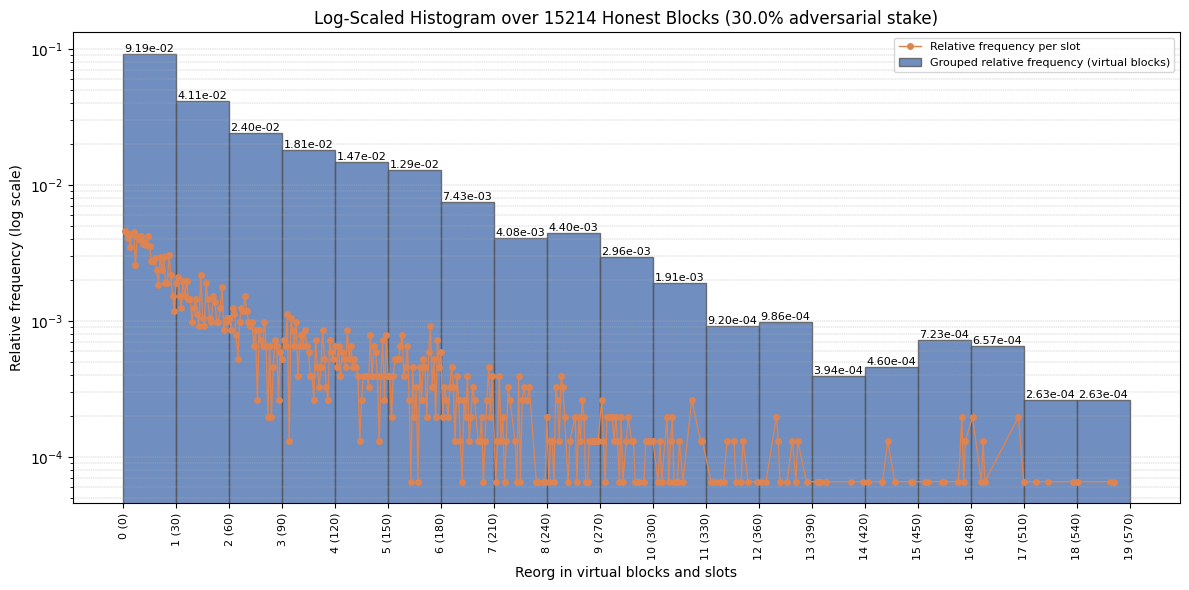 Log-Scaled Histogram over 15214 Honest Blocks (30.0% adversarial stake)
Relative frequency per slot
Grouped relative frequency (virtual blocks)
Relative frequency (log scale)
10⁻¹
10⁻²
10⁻³
10⁻⁴
9.19e-02
4.11e-02
2.40e-02
1.81e-02
1.47e-02
1.29e-02
7.43e-03
4.08e-03
4.40e-03
2.96e-03
1.91e-03
9.20e-04
9.86e-04
3.94e-04
4.60e-04
7.23e-04
6.57e-04
2.63e-04
2.63e-04
0 (0)
1 (30)
2 (60)
3 (90)
4 (120)
5 (150)
6 (180)
7 (210)
8 (240)
9 (270)
10 (300)
11 (330)
12 (360)
13 (390)
14 (420)
15 (450)
16 (480)
17 (510)
18 (540)
19 (570)
Reorg in virtual blocks and slots